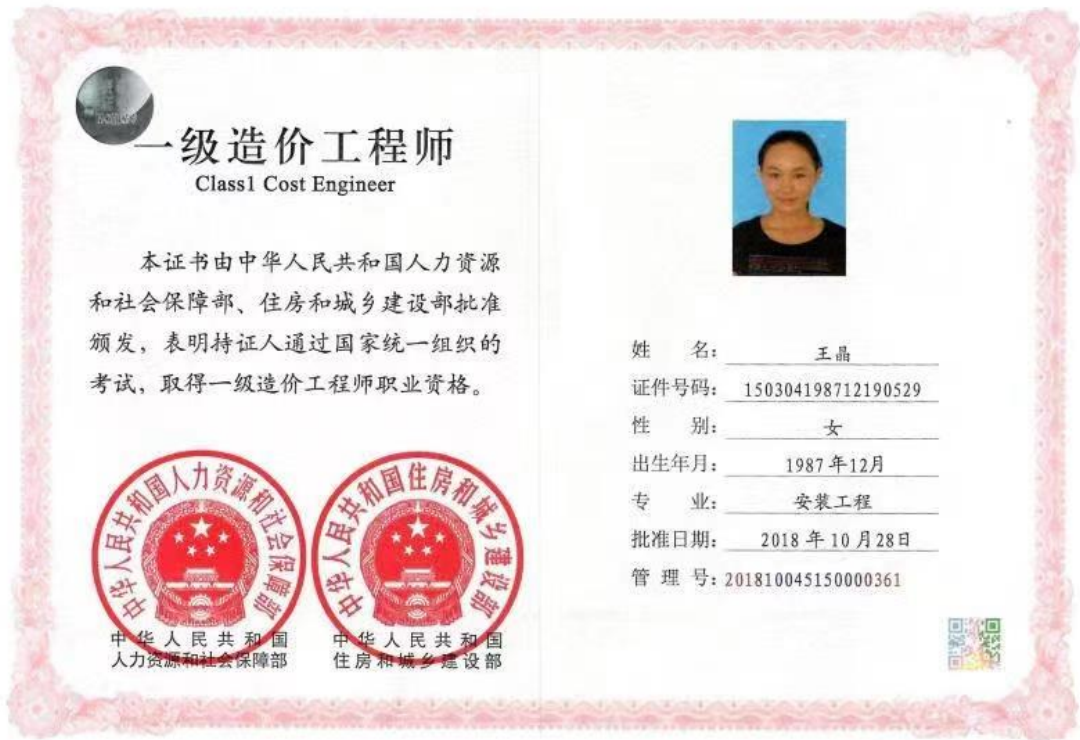 一级造价工程师
Class1 Cost Engineer
本证书由中华人民共和国人力资源
和社会保障部、住房和城乡建设部批准
颁发，表明持证人通过国家统一组织的
考试，取得一级造价工程师职业资格。
中华人民共和国人力资源和社会保障部
中华人民共和国住房和城乡建设部
中华人民共和国
人力资源和社会保障部
中华人民共和国
住房和城乡建设部
姓 名： 王晶
证件号码： 150304198712190529
性 别： 女
出生年月： 1987年12月
专 业： 安装工程
批准日期： 2018年10月28日
管 理 号：201810045150000361